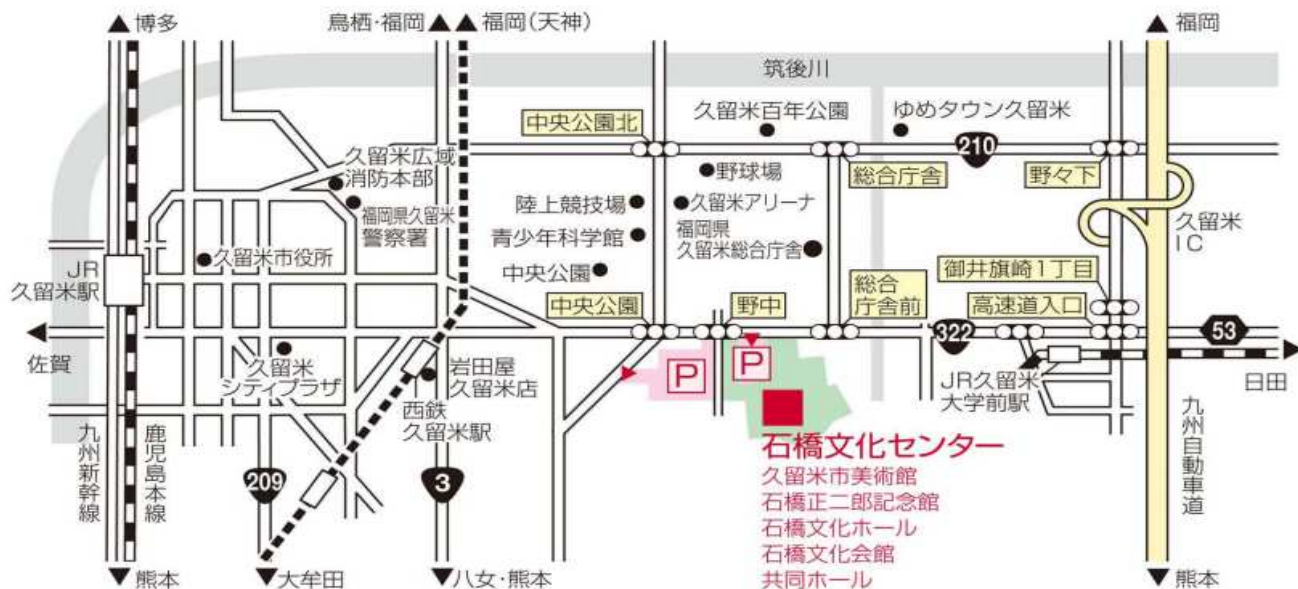 博多
鳥栖・福岡
福岡(天神)
福岡
筑後川
久留米百年公園
ゆめタウン久留米
中央公園北
210
久留米広域
消防本部
野球場
総合庁舎
野々下
福岡県久留米
警察署
陸上競技場
久留米アリーナ
青少年科学館
福岡県
久留米総合庁舎
久留米
IC
久留米市役所
JR
久留米駅
中央公園
御井旗崎1丁目
中央公園
野中
総合
庁舎前
高速道入口
322
53
佐賀
久留米
シティプラザ
岩田屋
久留米店
P
P
JR久留米
大学前駅
日田
西鉄
久留米駅
九州新幹線
鹿児島本線
209
3
石橋文化センター
久留米市美術館
石橋正二郎記念館
石橋文化ホール
石橋文化会館
共同ホール
九州自動車道
熊本
大牟田
八女・熊本
熊本